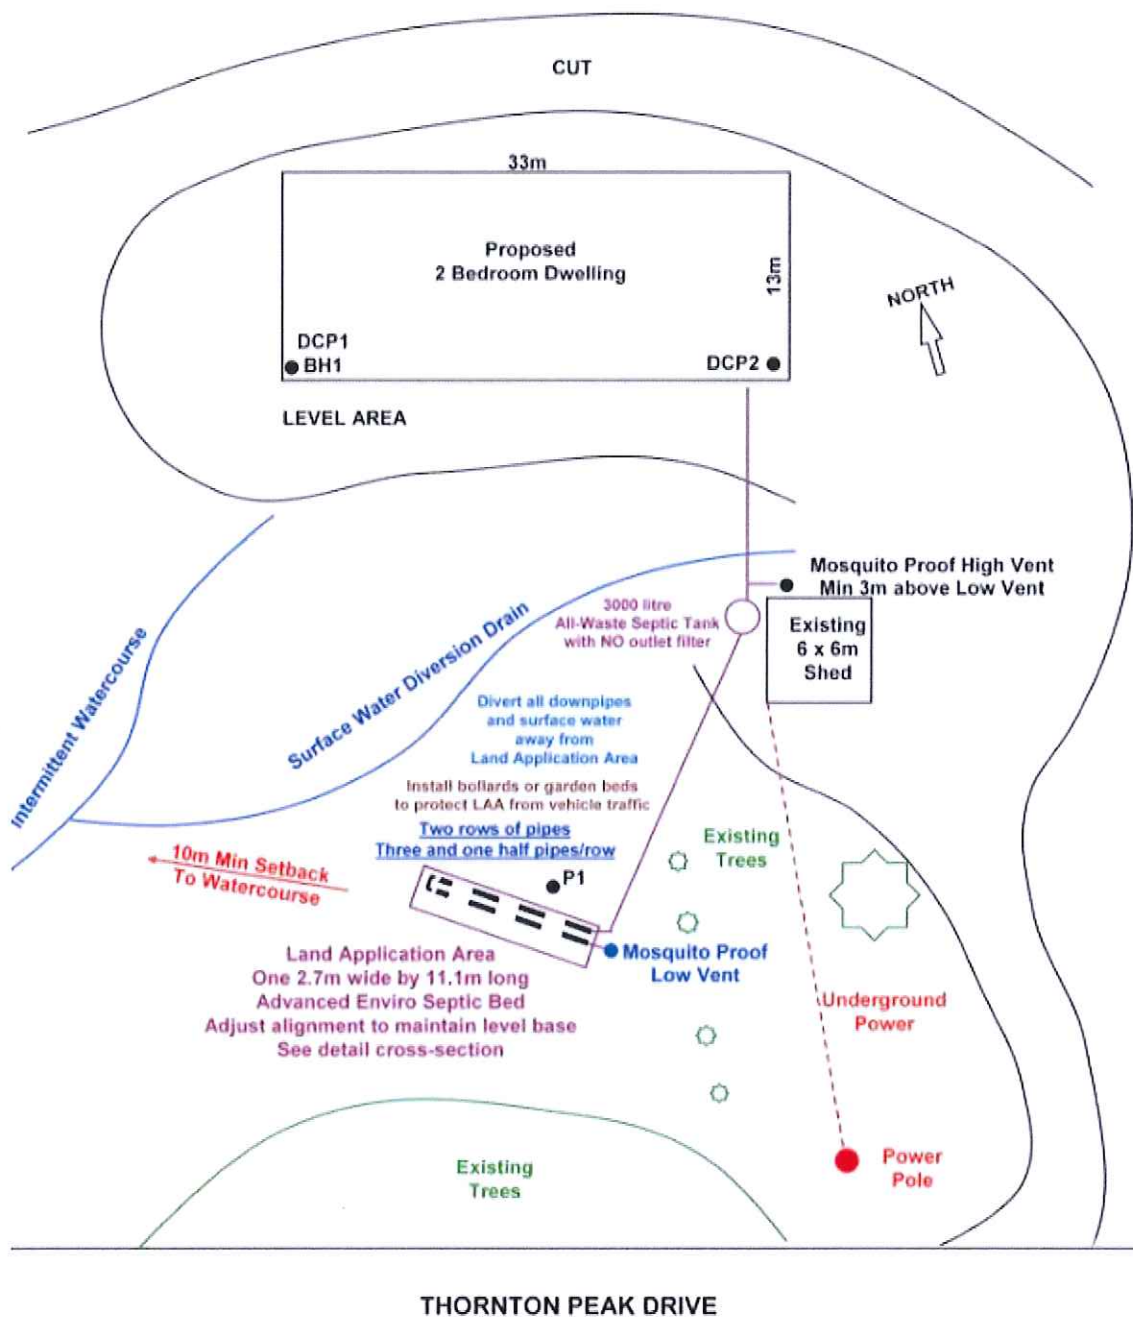 CUT
33m
Proposed
2 Bedroom Dwelling
13m
NORTH
DCP1
BH1
DCP2
LEVEL AREA
Mosquito Proof High Vent
Min 3m above Low Vent
3000 litre
All-Waste Septic Tank
with NO outlet filter
Existing
6 x 6m
Shed
Intermittent Watercourse
Surface Water Diversion Drain
Divert all downpipes
and surface water
away from
Land Application Area
Install bollards or garden beds
to protect LAA from vehicle traffic
Two rows of pipes
Three and one half pipes/row
Existing
Trees
10m Min Setback
To Watercourse
P1
Mosquito Proof
Low Vent
Land Application Area
One 2.7m wide by 11.1m long
Advanced Enviro Septic Bed
Adjust alignment to maintain level base
See detail cross-section
Underground
Power
Existing
Trees
Power
Pole
THORNTON PEAK DRIVE